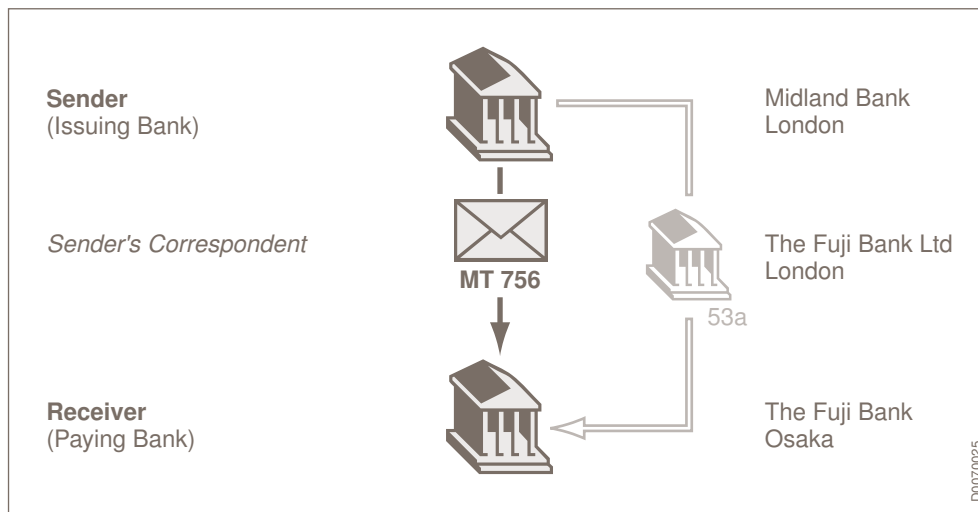 Sender
(Issuing Bank)
Midland Bank
London
Sender's Correspondent
MT 756
The Fuji Bank Ltd
London
53a
Receiver
(Paying Bank)
The Fuji Bank
Osaka
D0070025